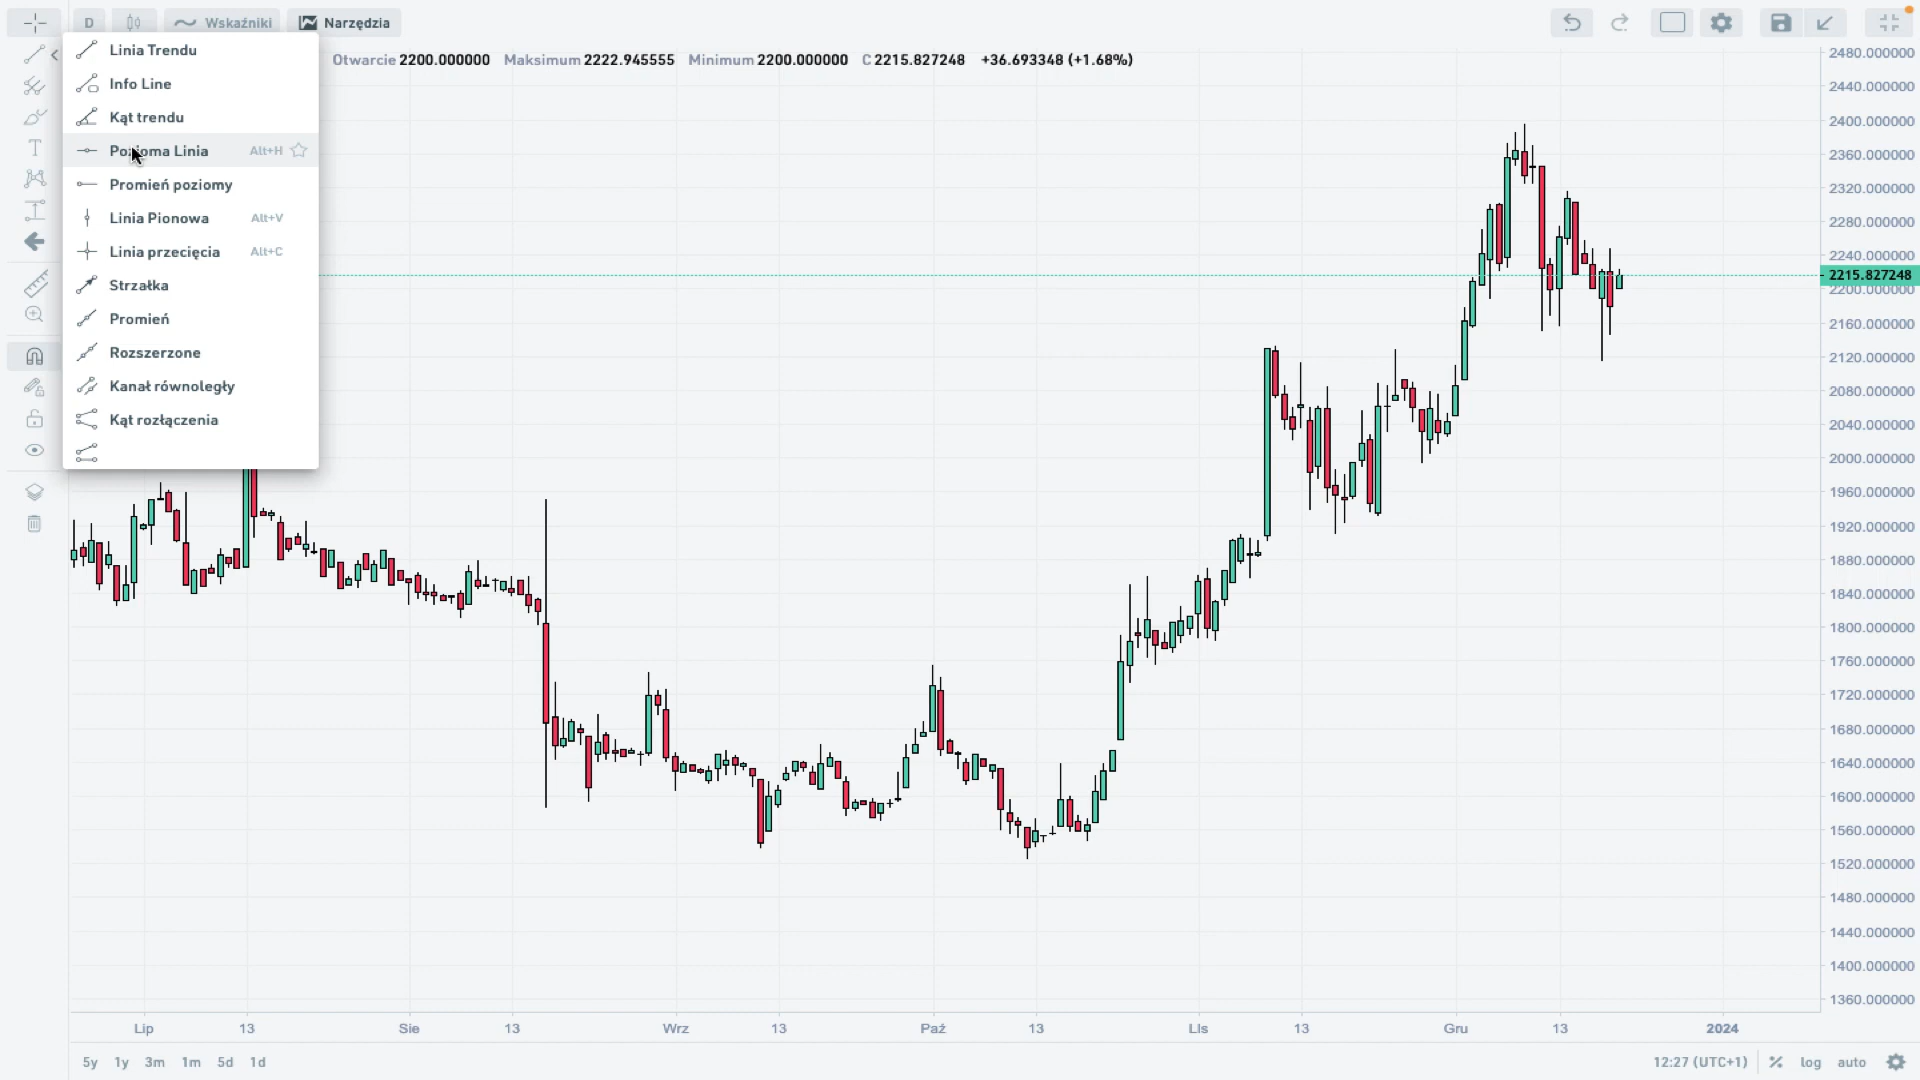 D Wskaźniki Narzędzia
Otwarcie 2200.000000 Maksimum 2222.945555 Minimum 2200.000000 C 2215.827248 +36.693348 (+1.68%)
Linia Trendu
Info Line
Kąt trendu
Pozioma Linia Alt+H
Promień poziomy
Linia Pionowa Alt+V
Linia przecięcia Alt+C
Strzałka
Promień
Rozszerzone
Kanał równoległy
Kąt rozłączenia
T
2480.000000
2440.000000
2400.000000
2360.000000
2320.000000
2280.000000
2240.000000
2215.827248
2200.000000
2160.000000
2120.000000
2080.000000
2040.000000
2000.000000
1960.000000
1920.000000
1880.000000
1840.000000
1800.000000
1760.000000
1720.000000
1680.000000
1640.000000
1600.000000
1560.000000
1520.000000
1480.000000
1440.000000
1400.000000
1360.000000
Lip 13 Sie 13 Wrz 13 Paź 13 LIs 13 Gru 13 2024
5y 1y 3m 1m 5d 1d 12:27 (UTC+1) % log auto